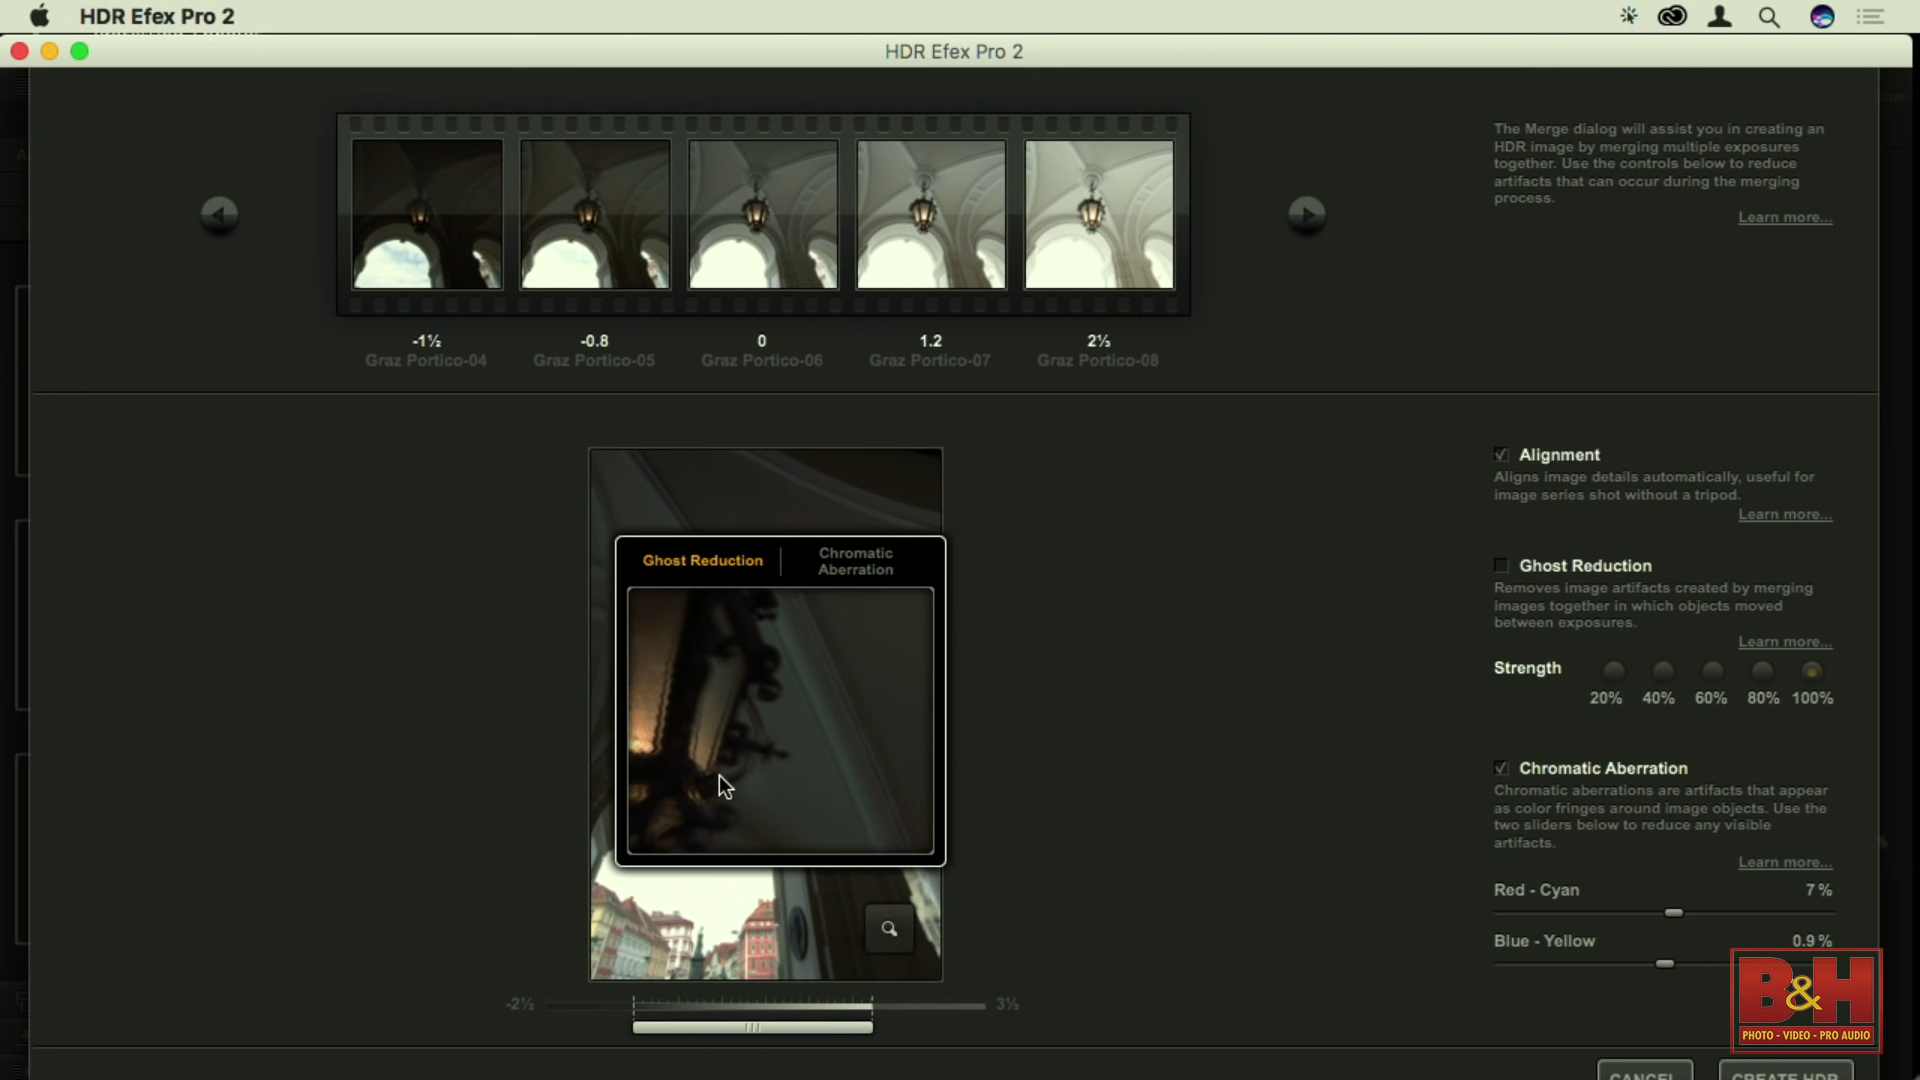 HDR Efex Pro 2
HDR Efex Pro 2
The Merge dialog will assist you in creating an
HDR image by merging multiple exposures
together. Use the controls below to reduce
artifacts that can occur during the merging
process.
Learn more...
-1⅓ -0.8 0 1.2 2⅓
Graz Portico-04 Graz Portico-05 Graz Portico-06 Graz Portico-07 Graz Portico-08
Alignment
Aligns image details automatically, useful for
image series shot without a tripod.
Learn more...
Ghost Reduction
Chromatic
Aberration
Ghost Reduction
Removes image artifacts created by merging
images together in which objects moved
between exposures.
Learn more...
Strength
20% 40% 60% 80% 100%
Chromatic Aberration
Chromatic aberrations are artifacts that appear
as color fringes around image objects. Use the
two sliders below to reduce any visible
artifacts.
Learn more...
Red - Cyan 7 %
Blue - Yellow 0.9 %
B&H
PHOTO - VIDEO - PRO AUDIO
CANCEL CREATE HDR